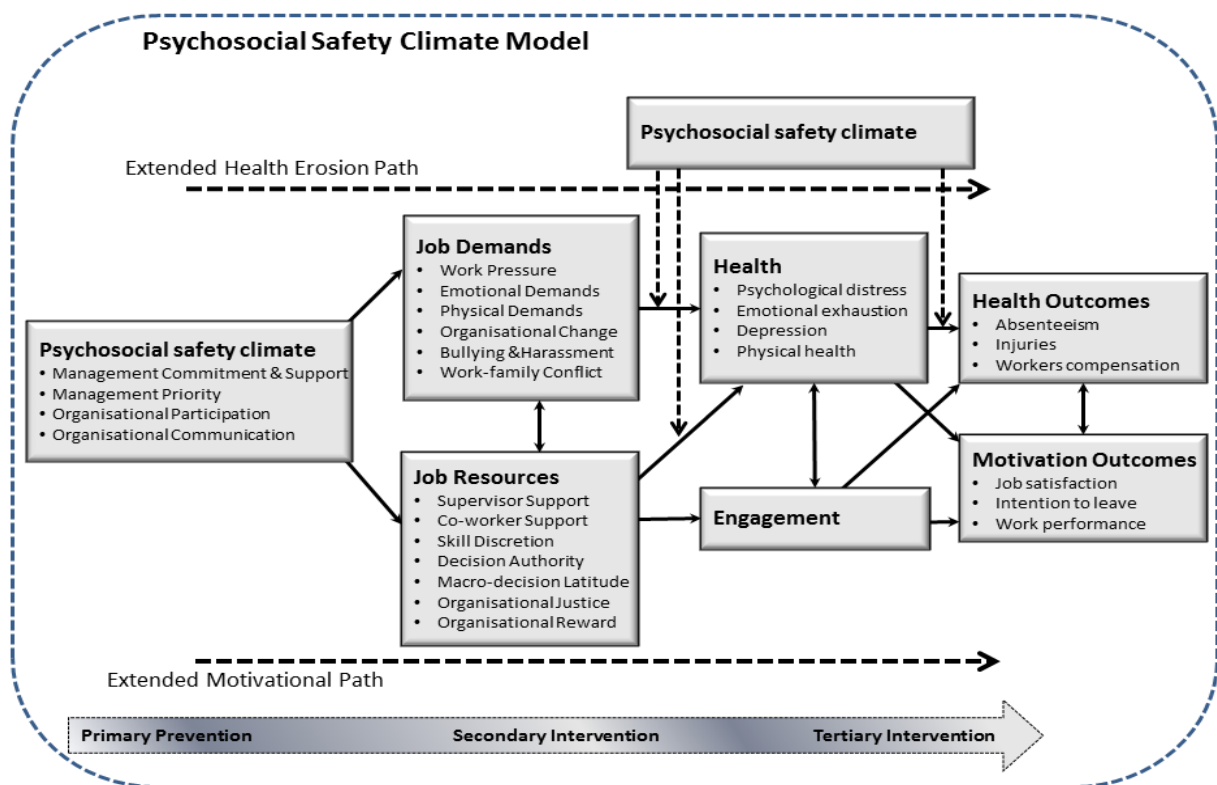 Psychosocial Safety Climate Model
Psychosocial safety climate
Extended Health Erosion Path
Job Demands
• Work Pressure
• Emotional Demands
• Physical Demands
• Organisational Change
• Bullying &Harassment
• Work-family Conflict
Health
• Psychological distress
• Emotional exhaustion
• Depression
• Physical health
Health Outcomes
• Absenteeism
• Injuries
• Workers compensation
Psychosocial safety climate
• Management Commitment & Support
• Management Priority
• Organisational Participation
• Organisational Communication
Job Resources
• Supervisor Support
• Co-worker Support
• Skill Discretion
• Decision Authority
• Macro-decision Latitude
• Organisational Justice
• Organisational Reward
Engagement
Motivation Outcomes
• Job satisfaction
• Intention to leave
• Work performance
Extended Motivational Path
Primary Prevention
Secondary Intervention
Tertiary Intervention